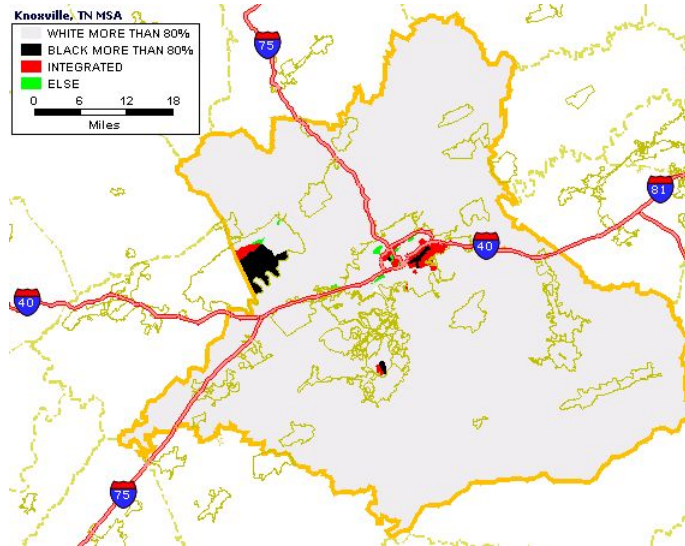 Knoxville, TN MSA
WHITE MORE THAN 80%
BLACK MORE THAN 80%
INTEGRATED
ELSE
0 6 12 18
Miles
75
81
40
40
75